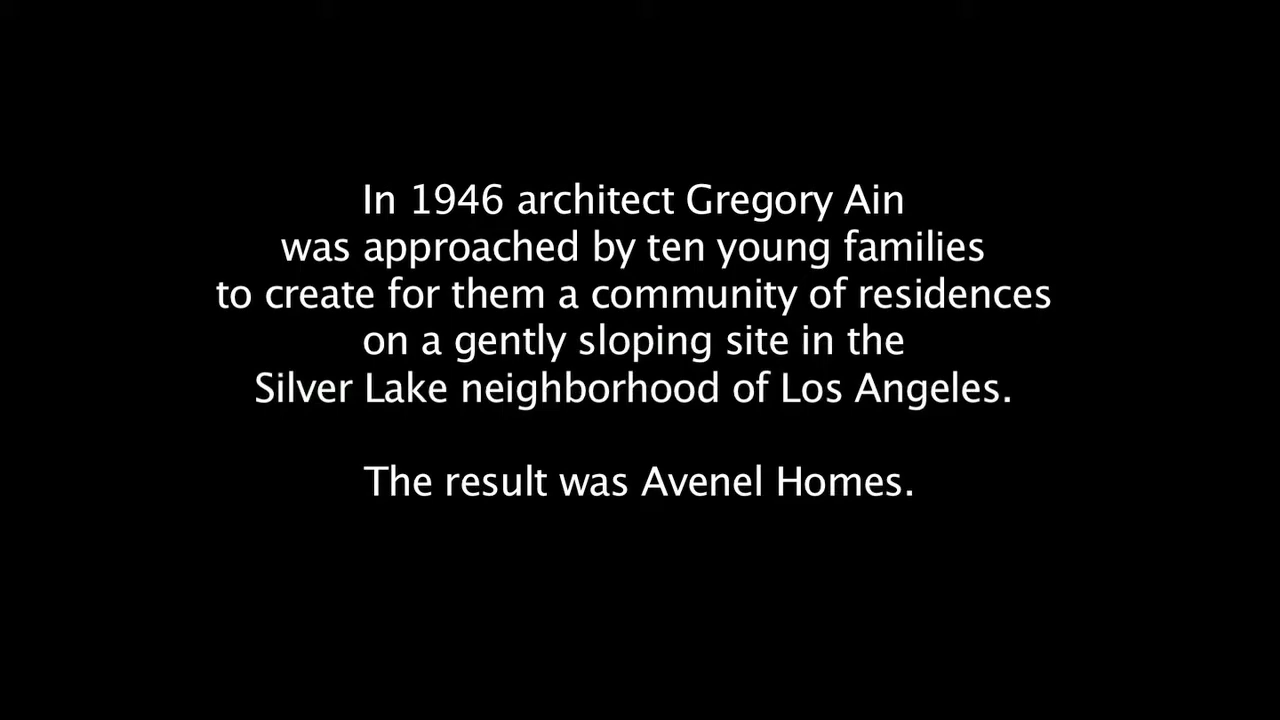 In 1946 architect Gregory Ain
was approached by ten young families
to create for them a community of residences
on a gently sloping site in the
Silver Lake neighborhood of Los Angeles.
The result was Avenel Homes.